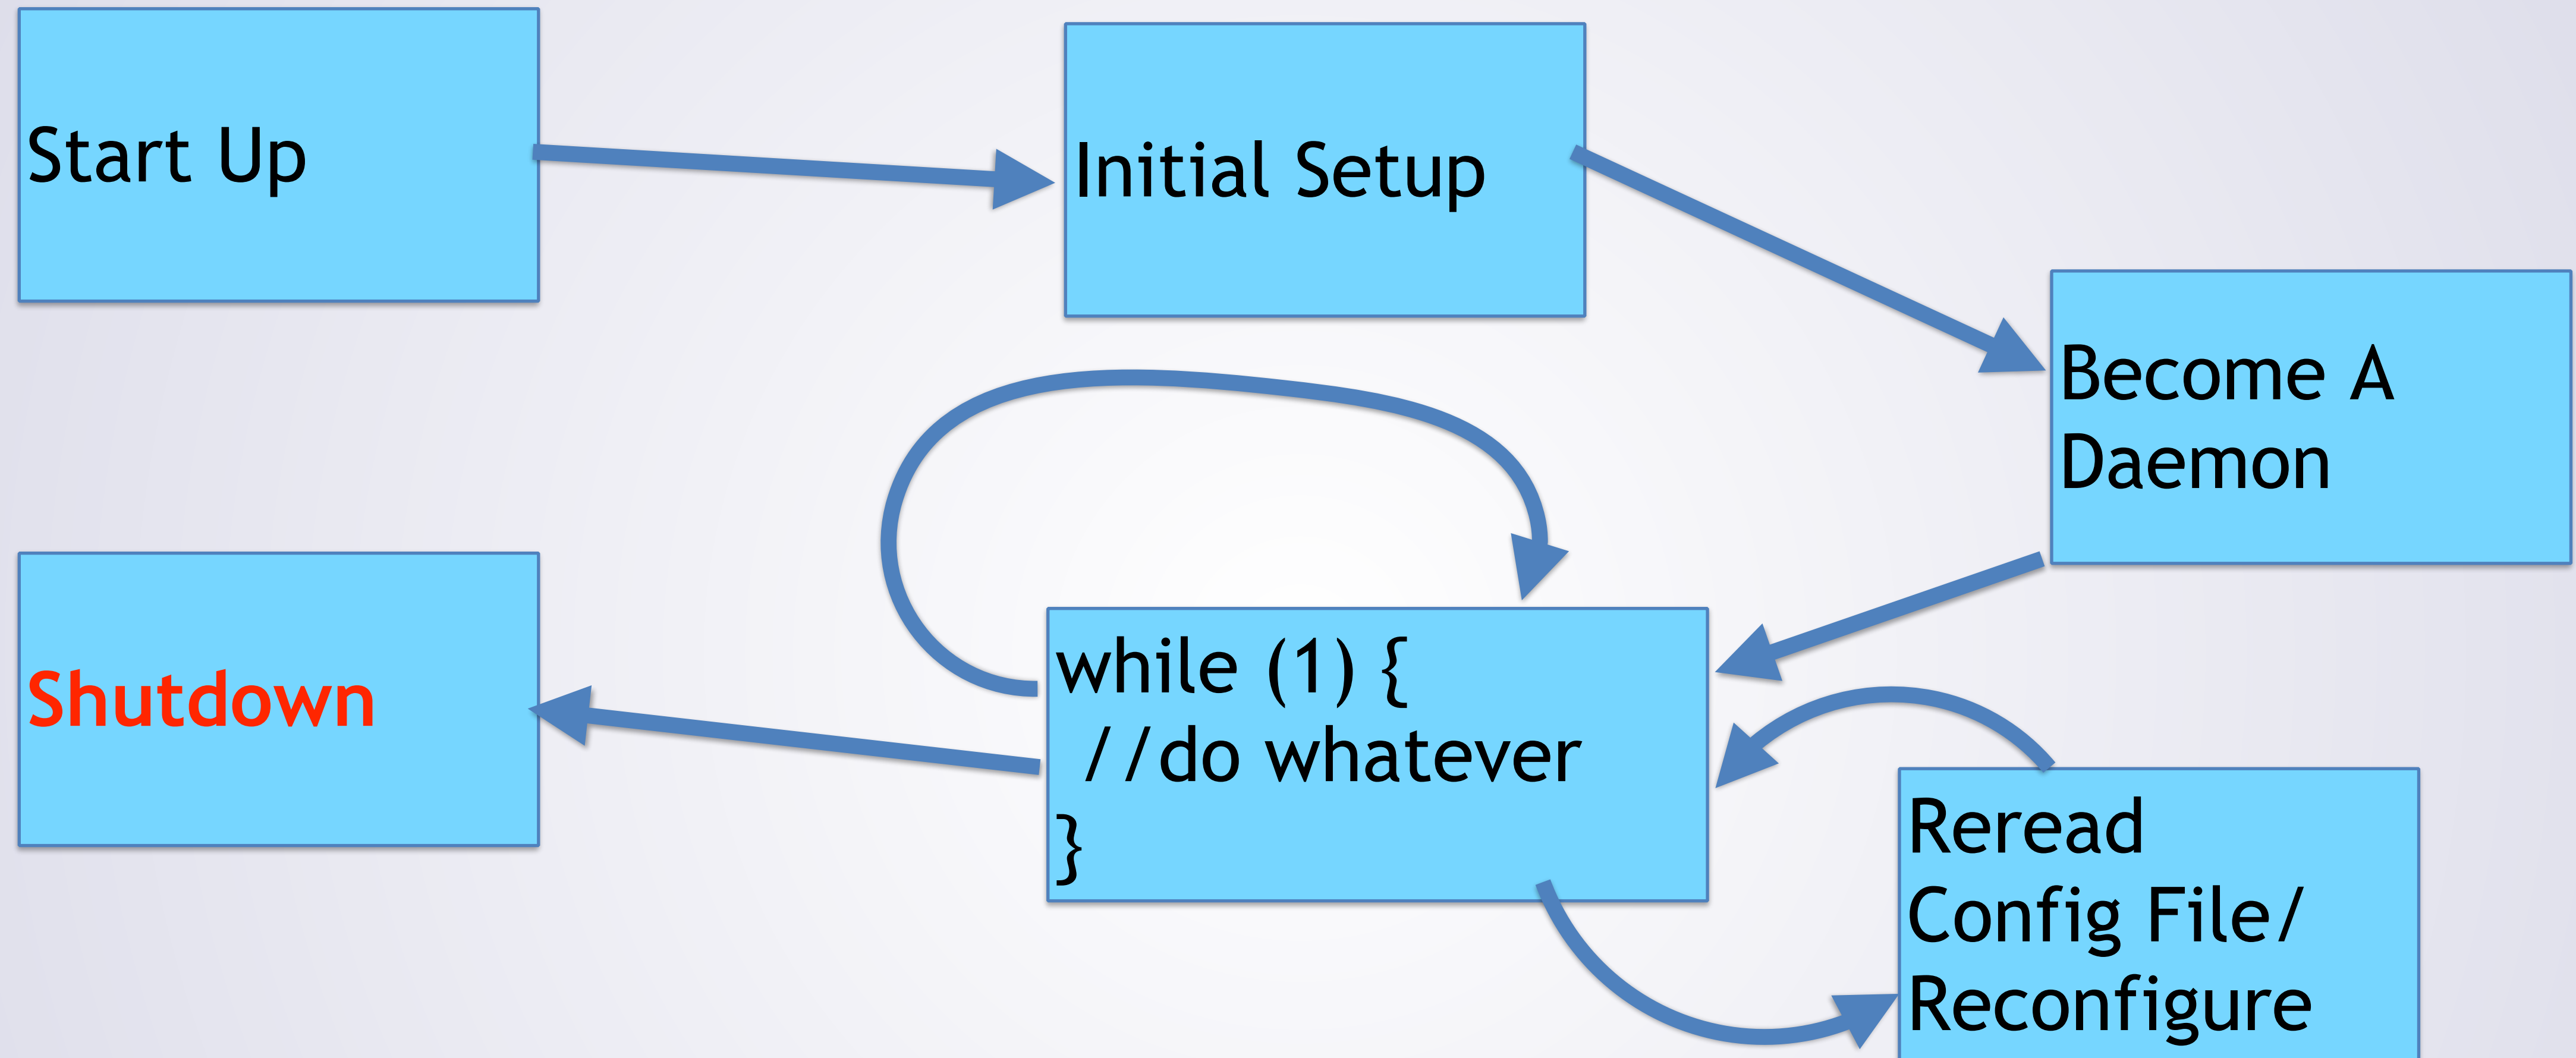 Start Up
Initial Setup
Become A
Daemon
Shutdown
while (1) {
//do whatever
}
Reread
Config File/
Reconfigure